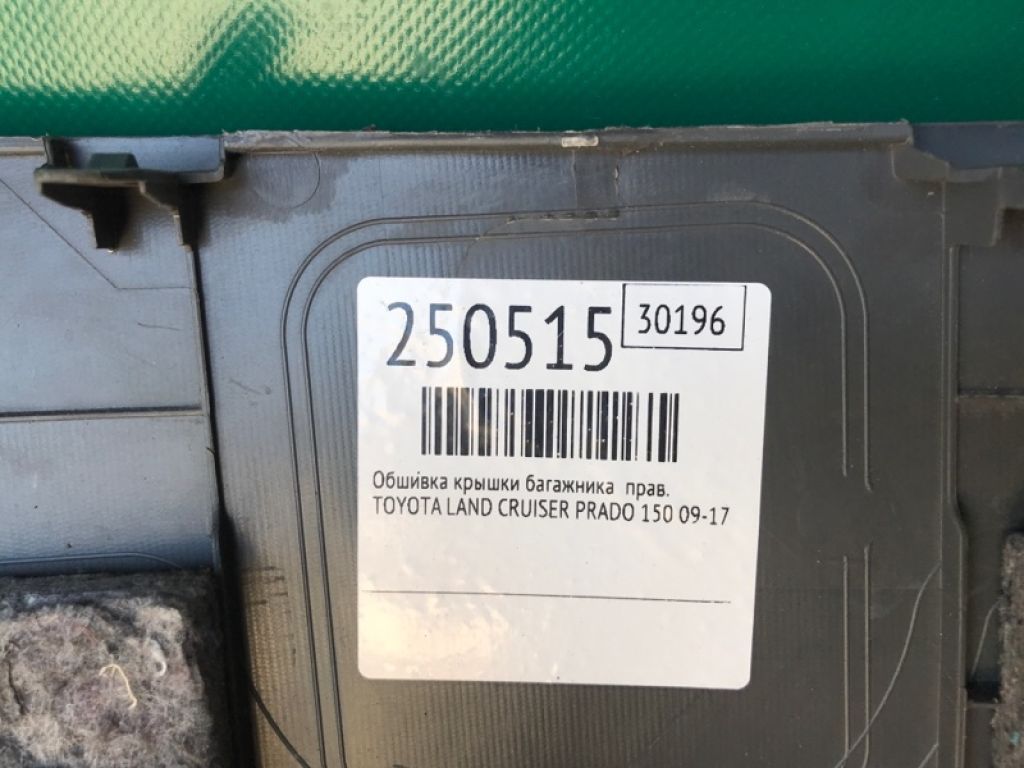 250515
30196
Обшивка крышки багажника прав.
TOYOTA LAND CRUISER PRADO 150 09-17